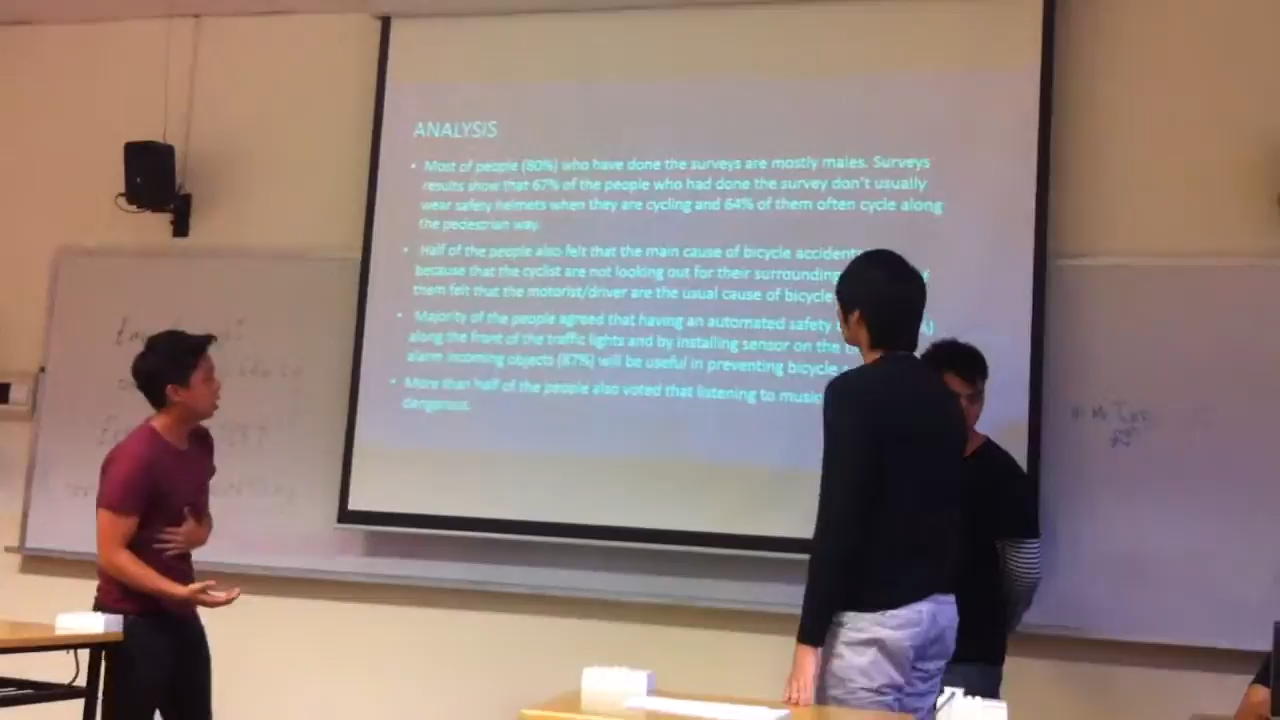 ANALYSIS
• Most of people (80%) who have done the surveys are mostly males. Surveys
results show that 67% of the people who had done the survey don't usually
wear safety helmets when they are cycling and 64% of them often cycle along
the pedestrian way.
• Half of the people also felt that the main cause of bicycle accident
because that the cyclist are not looking out for their surrounding
them felt that the motorist/driver are the usual cause of bicycle
• Majority of the people agreed that having an automated safety
along the front of the traffic lights and by installing sensor on the
alarm incoming objects (87%) will be useful in preventing bicycle
• More than half of the people also voted that listening to music
dangerous.